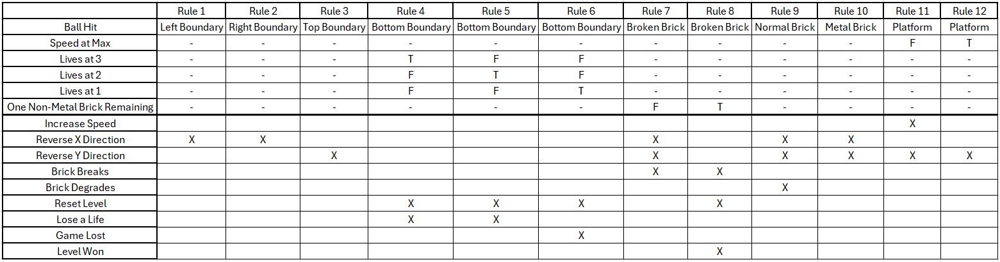 Rule 1 Rule 2 Rule 3 Rule 4 Rule 5 Rule 6 Rule 7 Rule 8 Rule 9 Rule 10 Rule 11 Rule 12
Ball Hit Left Boundary Right Boundary Top Boundary Bottom Boundary Bottom Boundary Bottom Boundary Broken Brick Broken Brick Normal Brick Metal Brick Platform Platform
Speed at Max - - - - - - - - - - F T
Lives at 3 - - - T F F - - - - - -
Lives at 2 - - - F T F - - - - - -
Lives at 1 - - - F F T - - - - - -
One Non-Metal Brick Remaining - - - - - - F T - - - -
Increase Speed X
Reverse X Direction X X X X X
Reverse Y Direction X X X X X X
Brick Breaks X X
Brick Degrades X
Reset Level X X X X
Lose a Life X X
Game Lost X
Level Won X